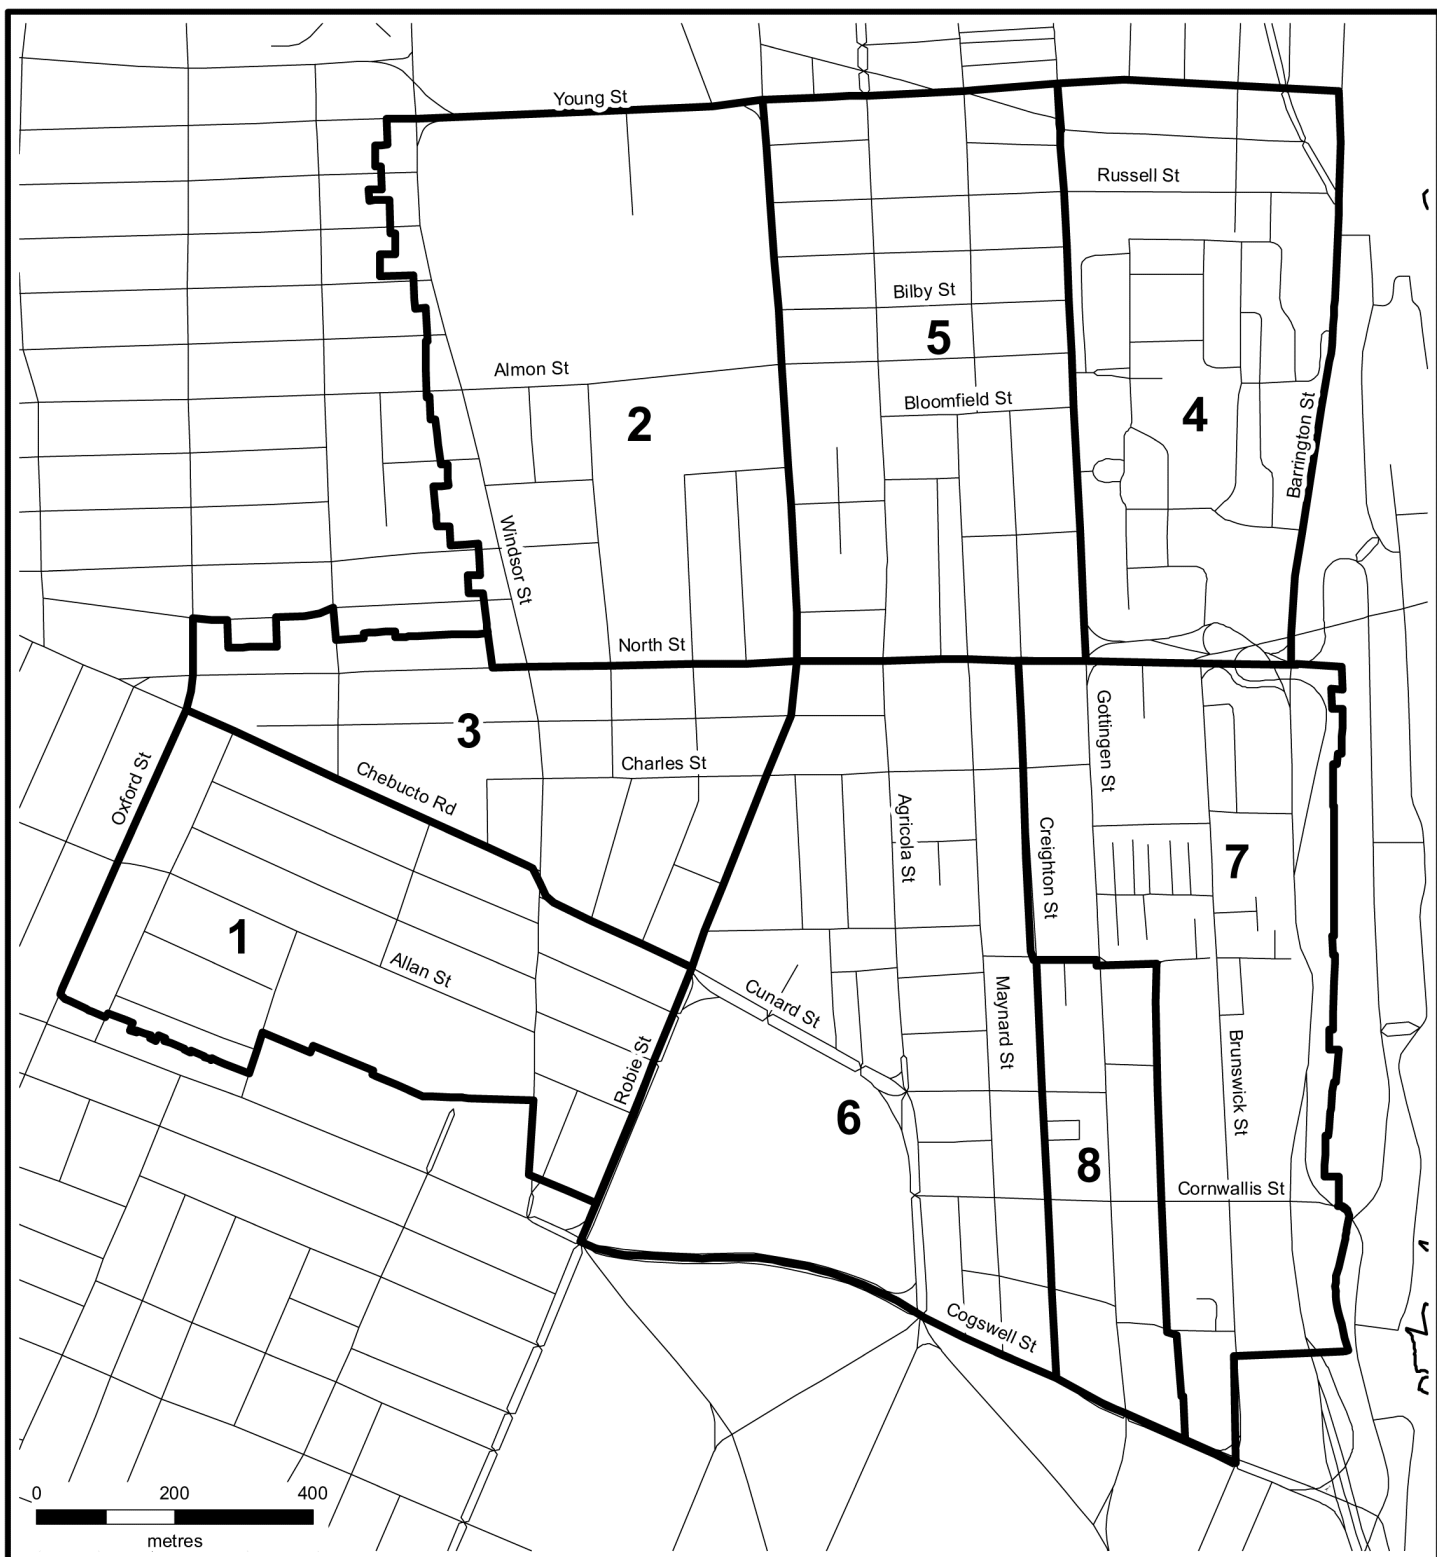 Young St
Russell St
Bilby St
5
Almon St
Bloomfield St
2
4
Barrington St
Windsor St
North St
3
Gottingen St
Oxford St
Charles St
Chebucto Rd
Agricola St
Creighton St
7
1
Allan St
Cunard St
Maynard St
Robie St
Brunswick St
6
8
Cornwallis St
Cogswell St
0 200 400
metres